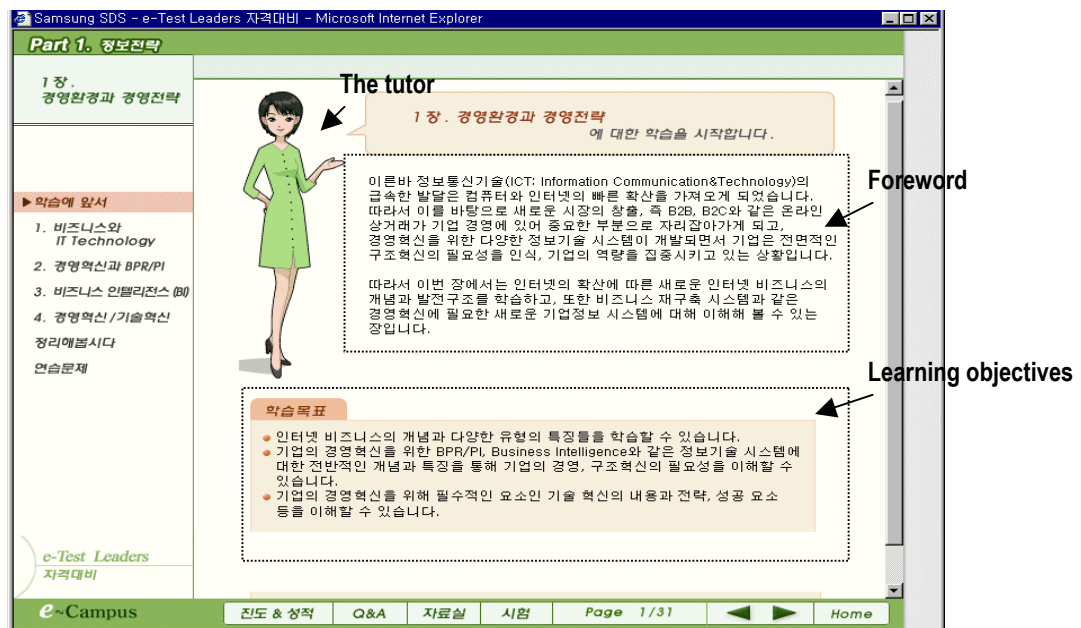 Samsung SDS - e-Test Leaders 자격대비 - Microsoft Internet Explorer
Part 1. 정보전략
1장.
경영환경과 경영전략
▶학습에 앞서
1. 비즈니스와
IT Technology
2. 경영혁신과 BPR/PI
3. 비즈니스 인텔리전스 (BI)
4. 경영혁신/기술혁신
정리해봅시다
연습문제
e-Test Leaders
자격대비
The tutor
1장. 경영환경과 경영전략
에 대한 학습을 시작합니다.
Foreword
이른바 정보통신기술(ICT: Information Communication&Technology)의
급속한 발달은 컴퓨터와 인터넷의 빠른 확산을 가져오게 되었습니다.
따라서 이를 바탕으로 새로운 시장의 창출, 즉 B2B, B2C와 같은 온라인
상거래가 기업 경영에 있어 중요한 부분으로 자리잡아가게 되고,
경영혁신을 위한 다양한 정보기술 시스템이 개발되면서 기업은 전면적인
구조혁신의 필요성을 인식, 기업의 역량을 집중시키고 있는 상황입니다.
따라서 이번 장에서는 인터넷의 확산에 따른 새로운 인터넷 비즈니스의
개념과 발전구조를 학습하고, 또한 비즈니스 재구축 시스템과 같은
경영혁신에 필요한 새로운 기업정보 시스템에 대해 이해해 볼 수 있는
장입니다.
Learning objectives
학습목표
인터넷 비즈니스의 개념과 다양한 유형의 특징들을 학습할 수 있습니다.
기업의 경영혁신을 위한 BPR/PI, Business Intelligence와 같은 정보기술 시스템에
대한 전반적인 개념과 특징을 통해 기업의 경영, 구조혁신의 필요성을 이해할 수
있습니다.
기업의 경영혁신을 위해 필수적인 요소인 기술 혁신의 내용과 전략, 성공 요소
등을 이해할 수 있습니다.
e~Campus
진도 & 성적
Q&A
자료실
시험
Page 1/31
Home